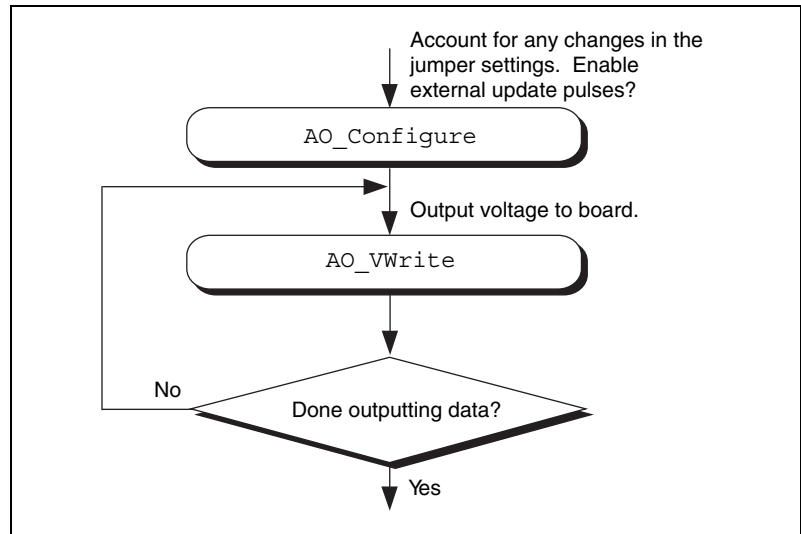 Account for any changes in the
jumper settings.  Enable
external update pulses?
AO_Configure
Output voltage to board.
AO_VWrite
No
Done outputting data?
Yes